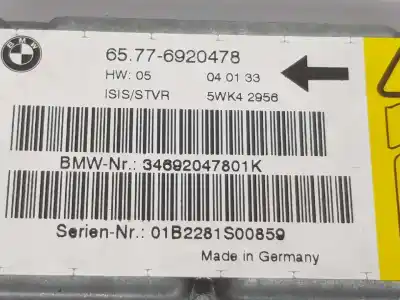 BMW
65.77-6920478
HW: 05 04 01 33
ISIS/STVR 5WK4 2956
BMW-Nr.: 34692047801K
Serien-Nr.: 01B2281S00859
Made in Germany